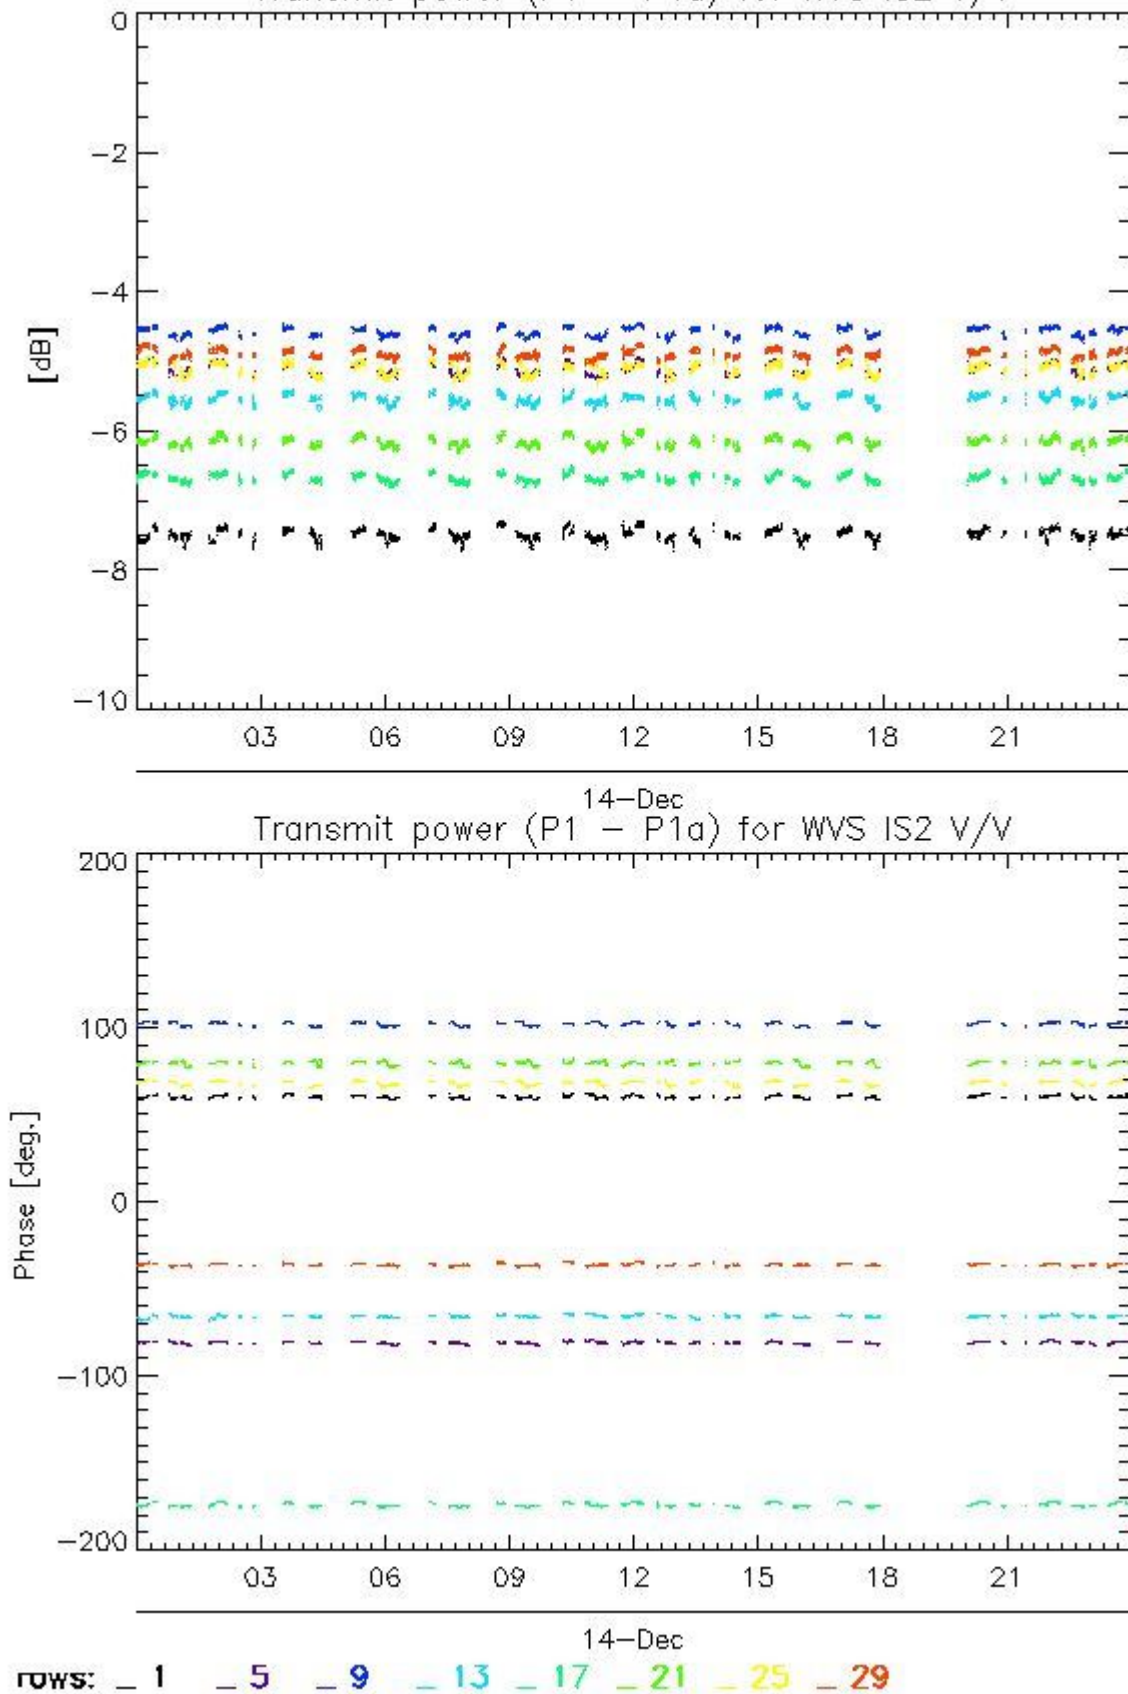 0
−2
−4
[dB]
−6
−8
−10
03 06 09 12 15 18 21
14−Dec
Transmit power (P1 − P1a) for WVS IS2 V/V
200
100
0
Phase [deg.]
−100
−200
03 06 09 12 15 18 21
14−Dec
rows: _ 1 _ 5 _ 9 _ 13 _ 17 _ 21 _ 25 _ 29